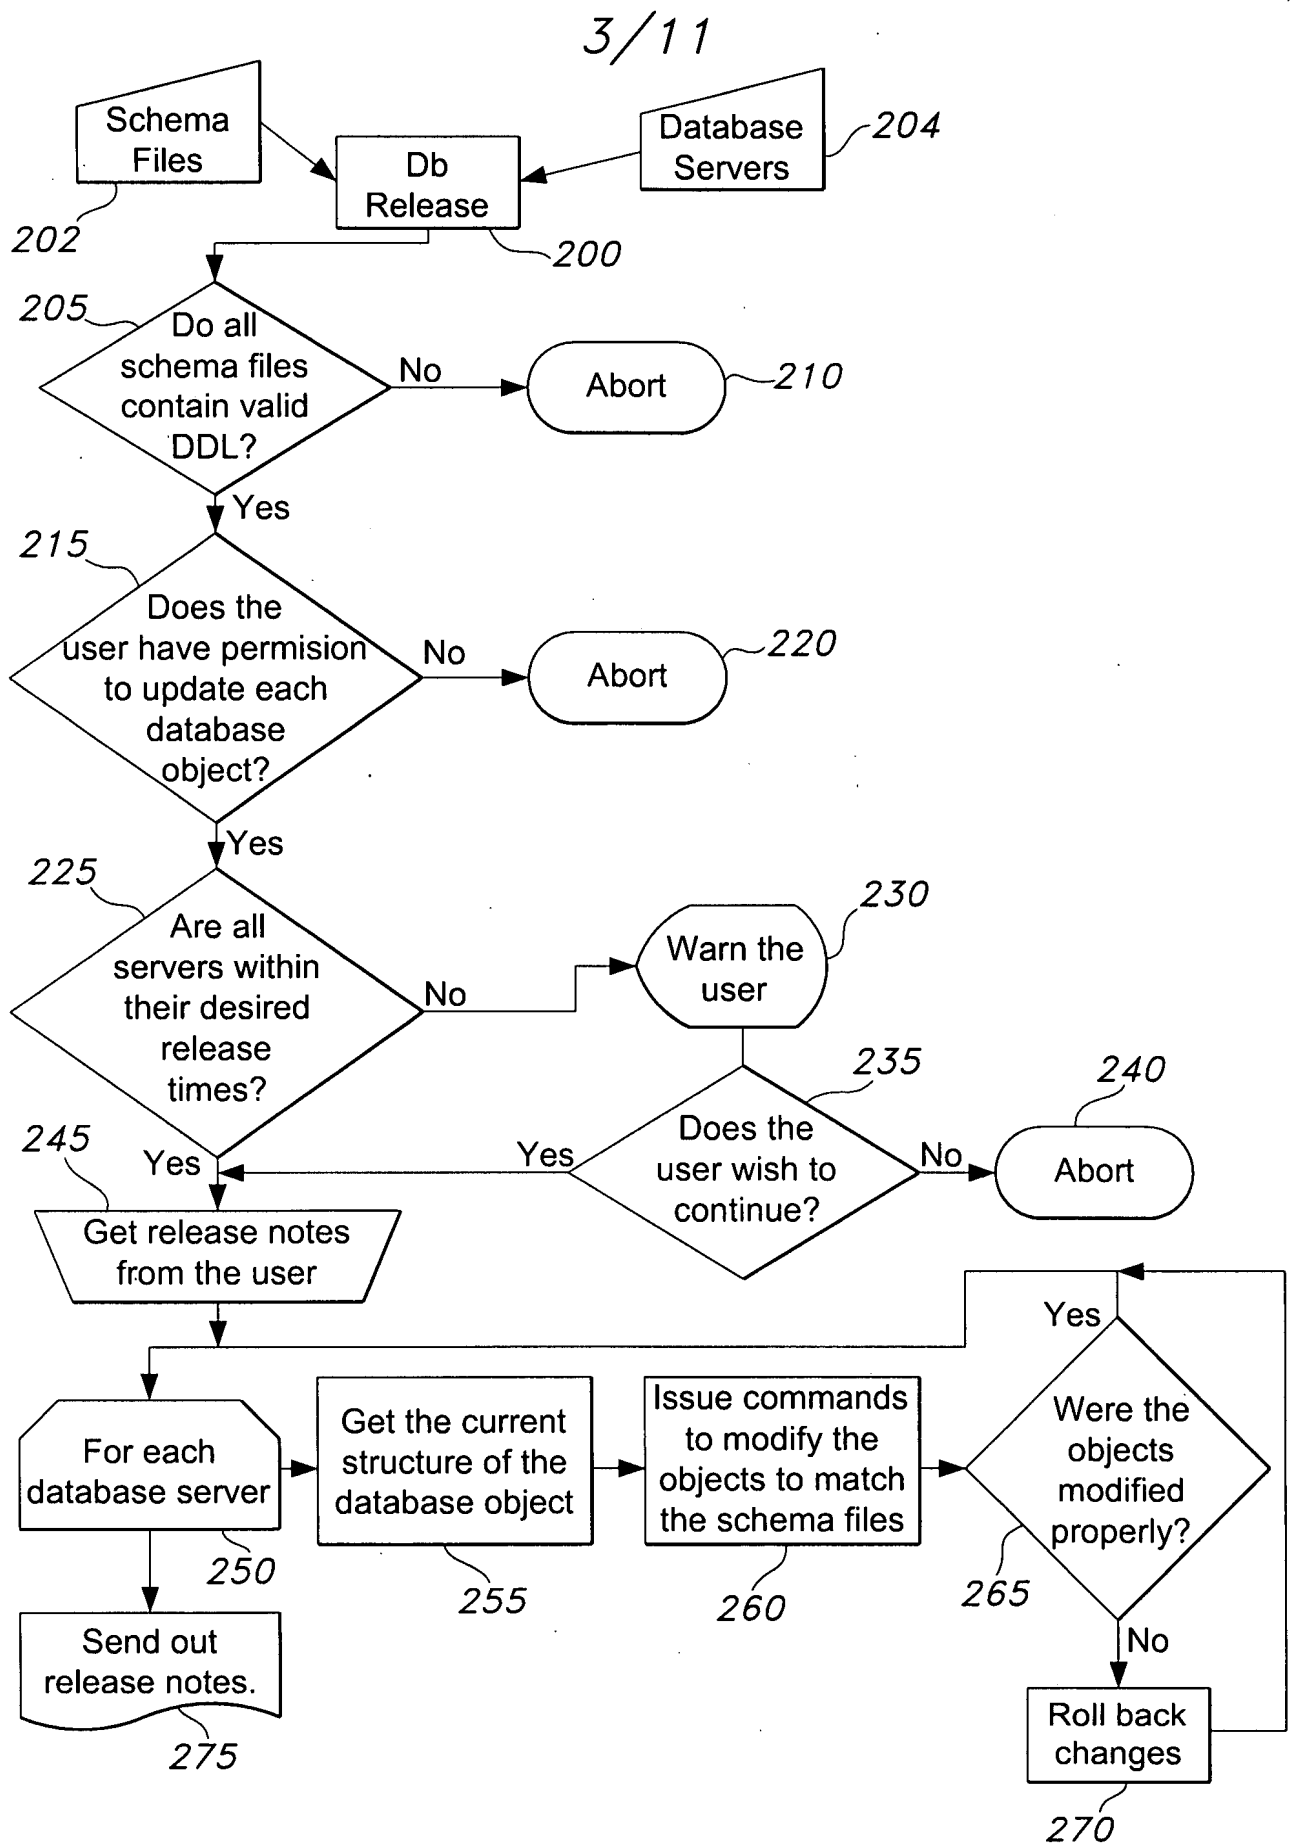 3/11
Schema
Files
202
Db
Release
200
Database
Servers
204
205
Do all
schema files
contain valid
DDL?
No
Abort
210
Yes
215
Does the
user have permision
to update each
database
object?
No
Abort
220
Yes
225
Are all
servers within
their desired
release
times?
No
Warn the
user
230
235
Does the
user wish to
continue?
No
Abort
240
Yes
Yes
245
Get release notes
from the user
For each
database server
250
Get the current
structure of the
database object
255
Issue commands
to modify the
objects to match
the schema files
260
Yes
Were the
objects
modified
properly?
265
No
Roll back
changes
270
Send out
release notes.
275